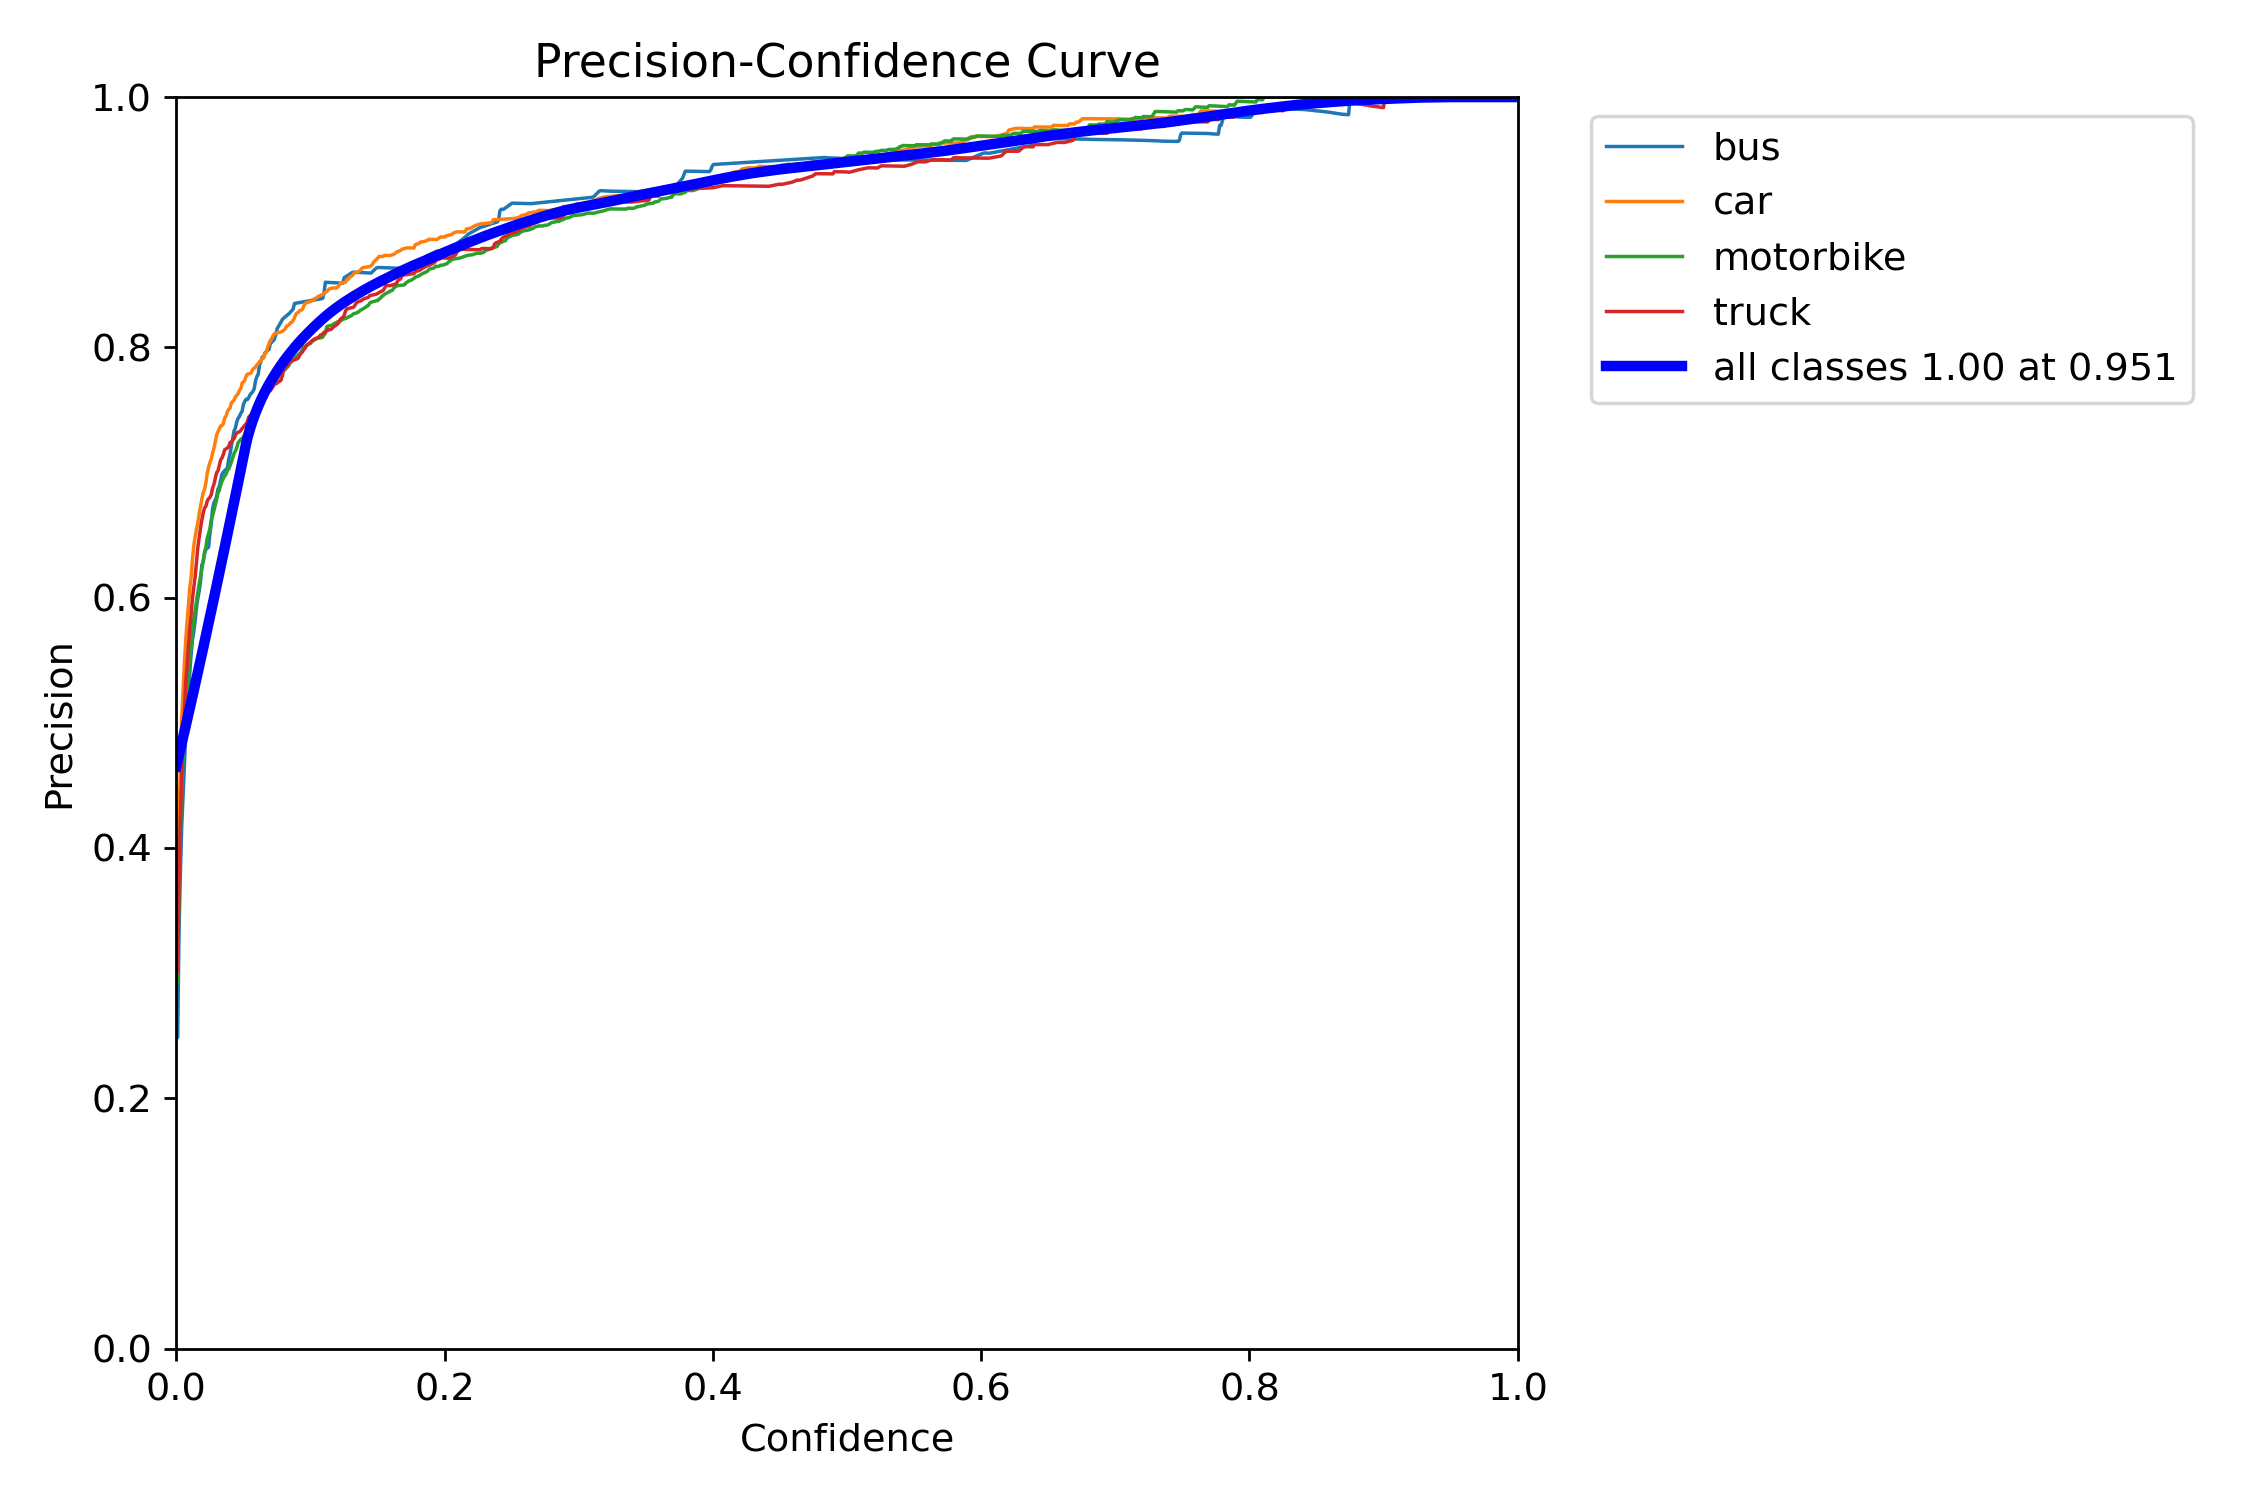 Precision-Confidence Curve
1.0
0.8
0.6
0.4
0.2
0.0
Precision
0.0 0.2 0.4 0.6 0.8 1.0
Confidence
bus
car
motorbike
truck
all classes 1.00 at 0.951